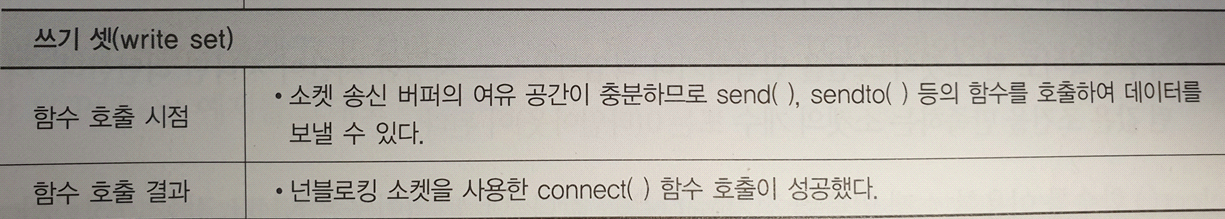 쓰기 셋(write set)
함수 호출 시점
• 소켓 송신 버퍼의 여유 공간이 충분하므로 send( ), sendto( ) 등의 함수를 호출하여 데이터를
보낼 수 있다.
함수 호출 결과
• 넌블로킹 소켓을 사용한 connect( ) 함수 호출이 성공했다.